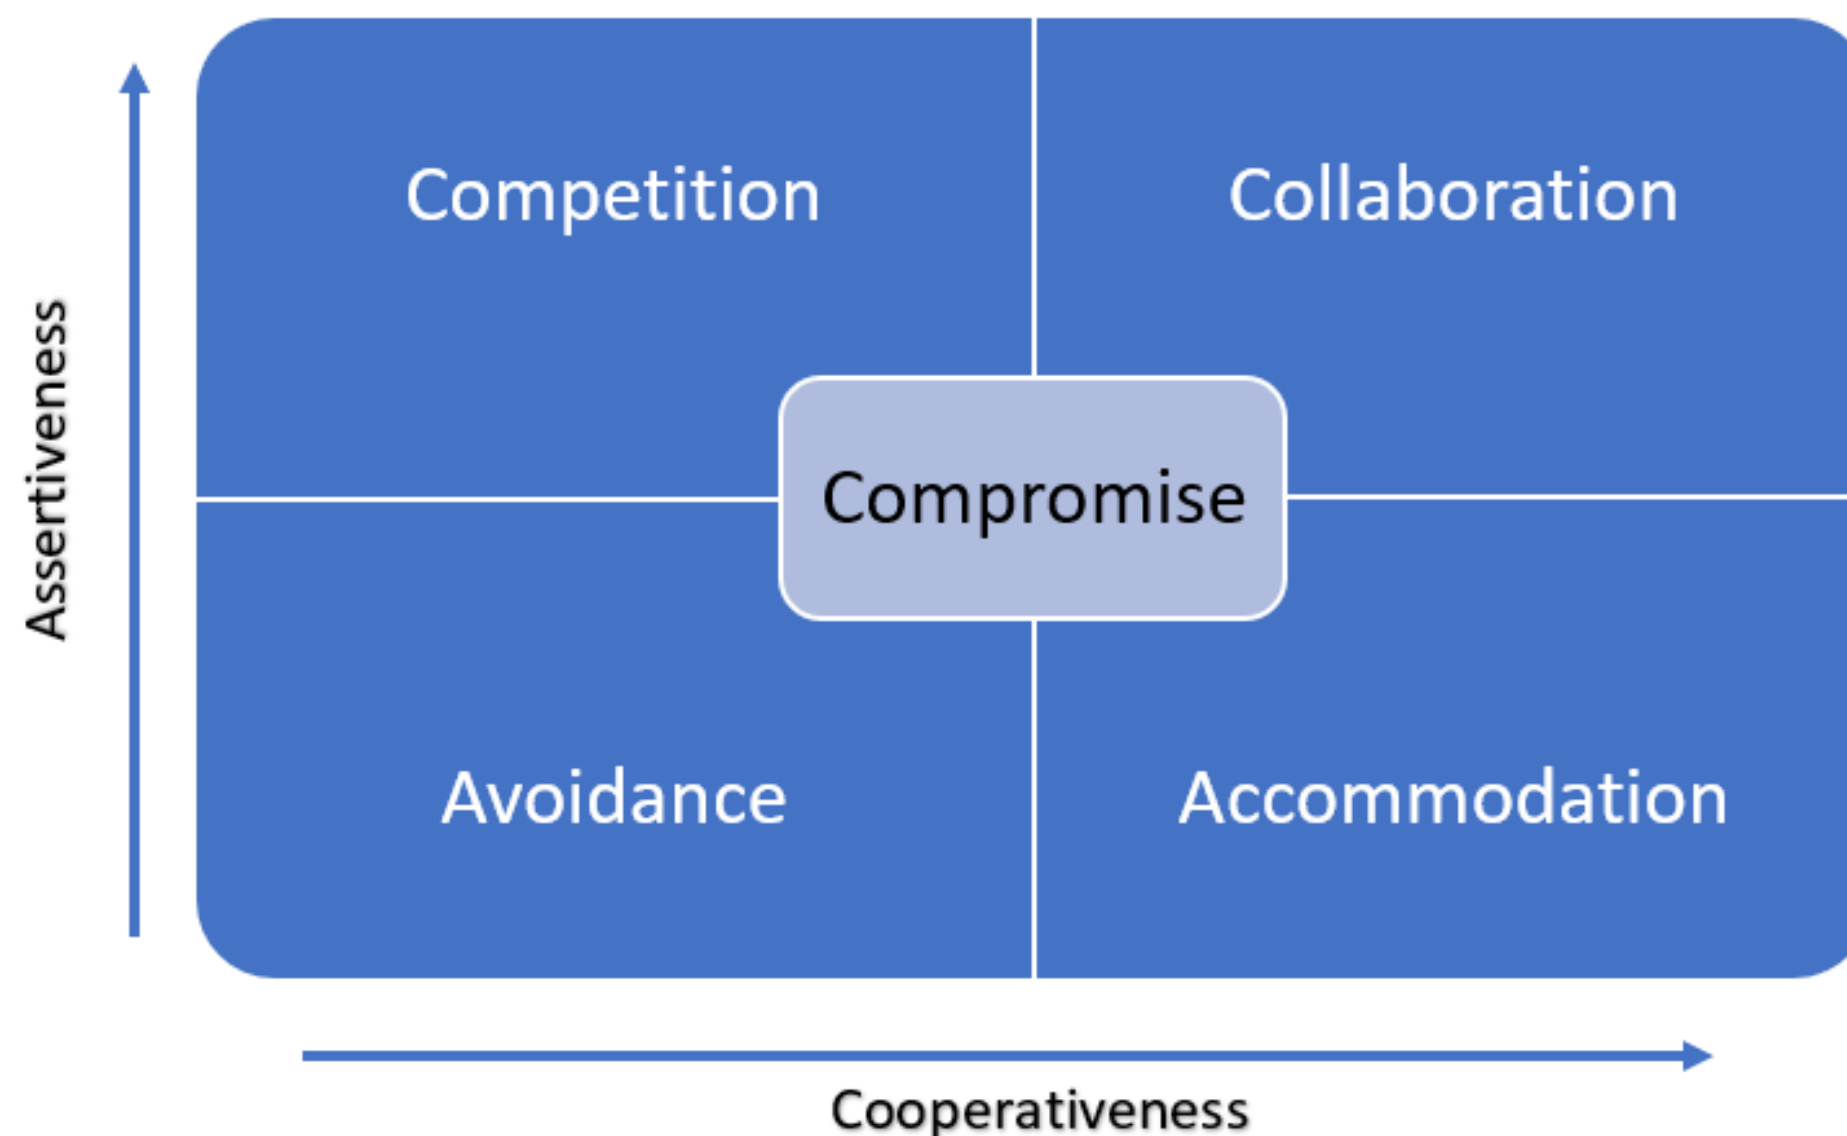 Competition
Collaboration
Assertiveness
Compromise
Avoidance
Accommodation
Cooperativeness